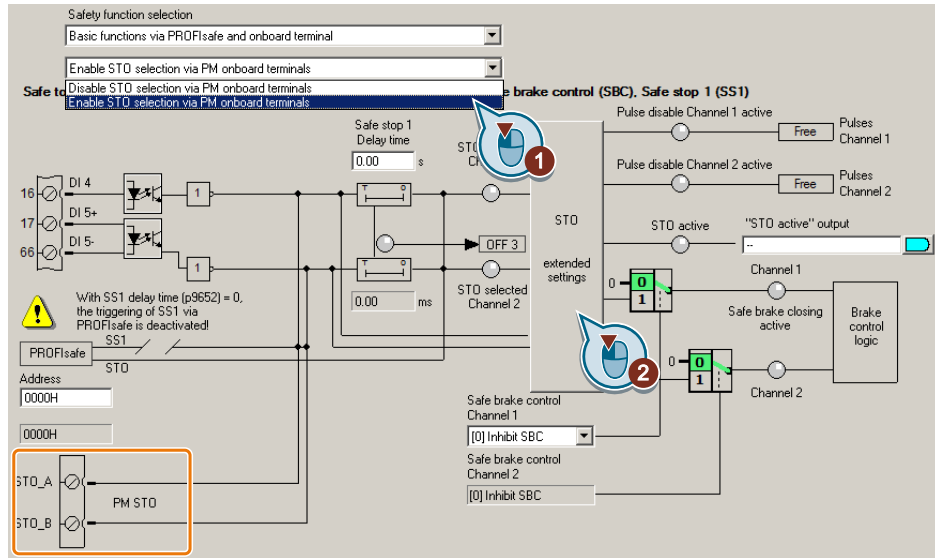 Safety function selection
Basic functions via PROFIsafe and onboard terminal
Enable STO selection via PM onboard terminals
Disable STO selection via PM onboard terminals
Enable STO selection via PM onboard terminals
Safe to
e brake control (SBC), Safe stop 1 (SS1)
Safe stop 1
Delay time
0.00 s
STO
Ch
1
Pulse disable Channel 1 active
Free
Pulses
Channel 1
Pulse disable Channel 2 active
Free
Pulses
Channel 2
16
DI 4
1
17
DI 5+
66
DI 5-
1
OFF 3
STO
extended
settings
STO active
"STO active" output
--
0.00 ms
STO selected
Channel 2
0
0
1
Channel 1
Safe brake closing
active
Brake
control
logic
0
0
1
Channel 2
2
With SS1 delay time (p9652) = 0,
the triggering of SS1 via
PROFIsafe is deactivated!
PROFIsafe
SS1
STO
Address
0000H
0000H
Safe brake control
Channel 1
[0] Inhibit SBC
Safe brake control
Channel 2
[0] Inhibit SBC
STO_A
PM STO
STO_B